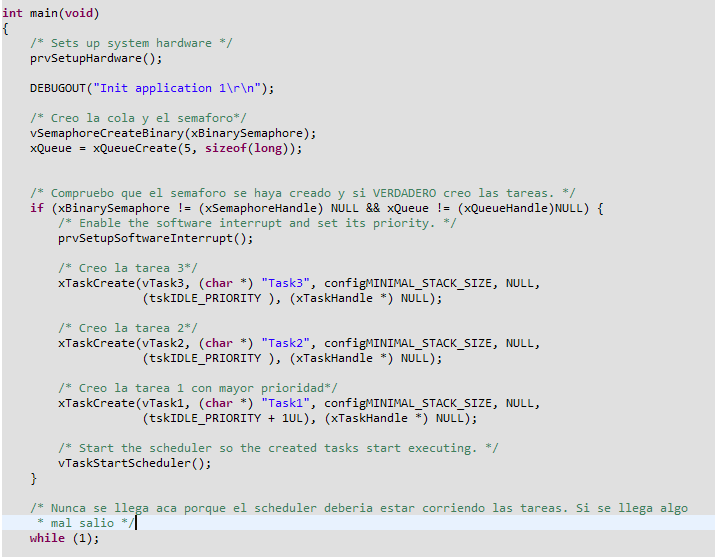 int main(void)
{
    /* Sets up system hardware */
    prvSetupHardware();

    DEBUGOUT("Init application 1\r\n");

    /* Creo la cola y el semaforo*/
    vSemaphoreCreateBinary(xBinarySemaphore);
    xQueue = xQueueCreate(5, sizeof(long));


    /* Compruebo que el semaforo se haya creado y si VERDADERO creo las tareas. */
    if (xBinarySemaphore != (xSemaphoreHandle) NULL && xQueue != (xQueueHandle)NULL) {
        /* Enable the software interrupt and set its priority. */
        prvSetupSoftwareInterrupt();

        /* Creo la tarea 3*/
        xTaskCreate(vTask3, (char *) "Task3", configMINIMAL_STACK_SIZE, NULL,
                    (tskIDLE_PRIORITY ), (xTaskHandle *) NULL);

        /* Creo la tarea 2*/
        xTaskCreate(vTask2, (char *) "Task2", configMINIMAL_STACK_SIZE, NULL,
                    (tskIDLE_PRIORITY ), (xTaskHandle *) NULL);

        /* Creo la tarea 1 con mayor prioridad*/
        xTaskCreate(vTask1, (char *) "Task1", configMINIMAL_STACK_SIZE, NULL,
                    (tskIDLE_PRIORITY + 1UL), (xTaskHandle *) NULL);

        /* Start the scheduler so the created tasks start executing. */
        vTaskStartScheduler();
    }

    /* Nunca se llega aca porque el scheduler deberia estar corriendo las tareas. Si se llega algo
     * mal salio */
    while (1);